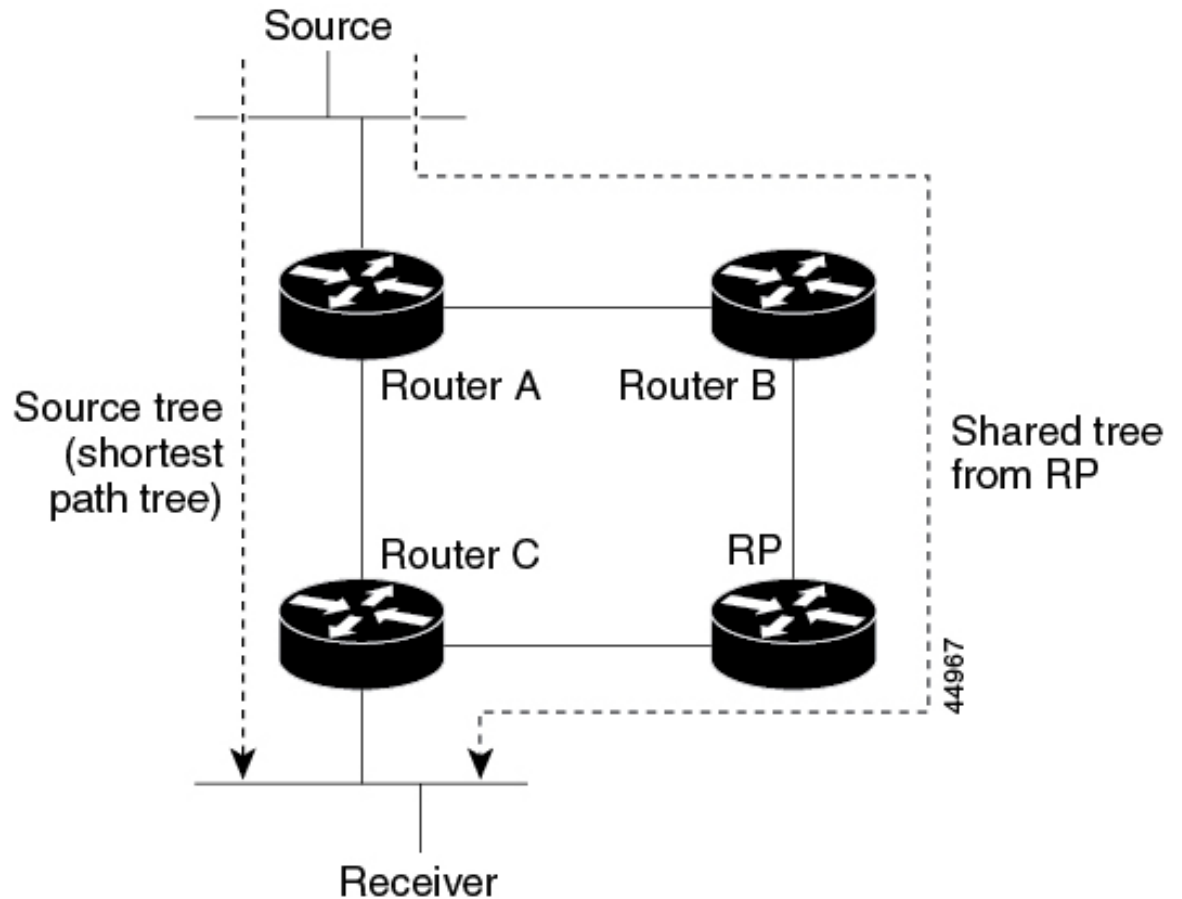 Source
Router A
Router B
Source tree
(shortest
path tree)
Shared tree
from RP
Router C
RP
44967
Receiver